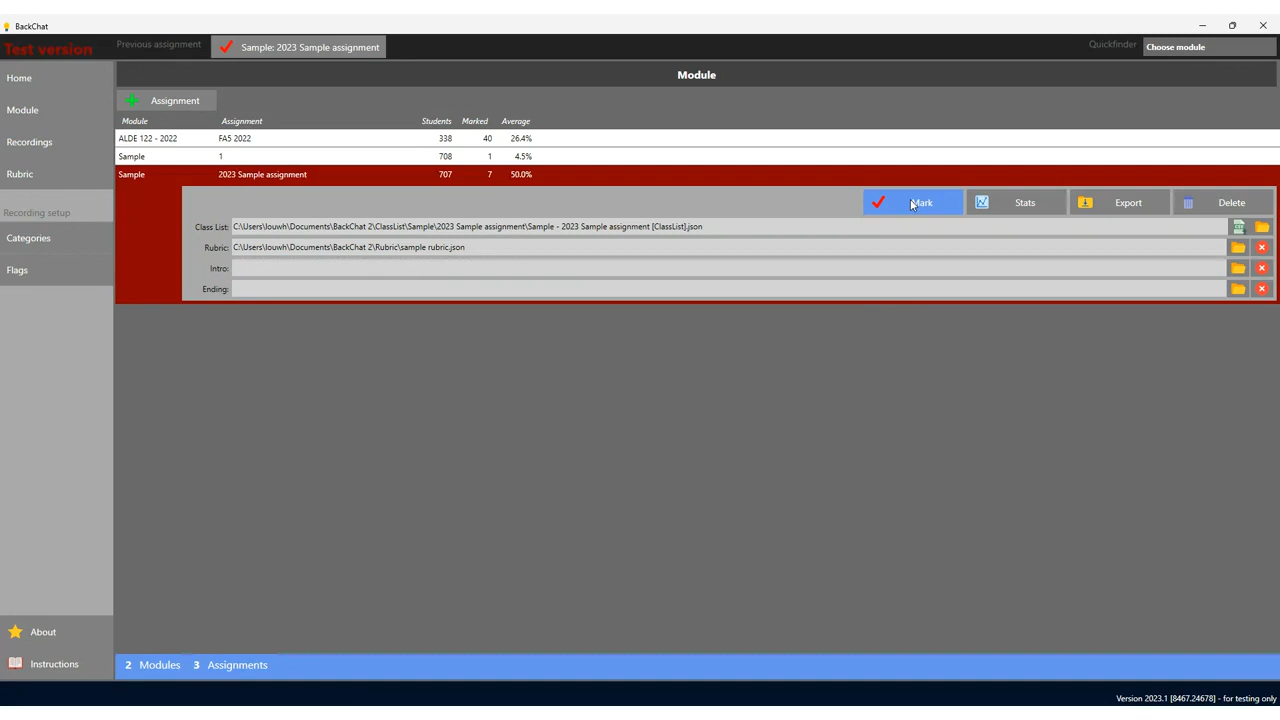 BackChat
Test version
Previous assignment
Sample: 2023 Sample assignment
Quickfinder
Choose module
Home
Module
Recordings
Rubric
Recording setup
Categories
Flags
About
Instructions
Module
Assignment
Module Assignment Students Marked Average
ALDE 122 - 2022 FA5 2022 338 40 26.4%
Sample 1 708 1 4.5%
Sample 2023 Sample assignment 707 7 50.0%
Mark Stats Export Delete
Class List: C:\Users\louwh\Documents\BackChat 2\ClassList\Sample\2023 Sample assignment\Sample - 2023 Sample assignment [ClassList].json
Rubric: C:\Users\louwh\Documents\BackChat 2\Rubric\sample rubric.json
Intro:
Ending:
2 Modules 3 Assignments
Version 2023.1 [8467.24678] - for testing only